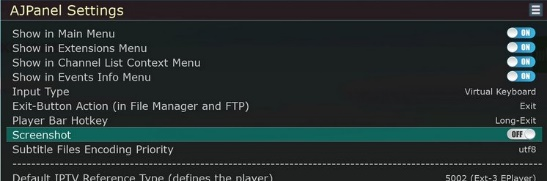 AJPanel Settings
Show in Main Menu ON
Show in Extensions Menu ON
Show in Channel List Context Menu ON
Show in Events Info Menu ON
Input Type Virtual Keyboard
Exit-Button Action (in File Manager and FTP) Exit
Player Bar Hotkey Long-Exit
Screenshot OFF
Subtitle Files Encoding Priority utf8
Default IPTV Reference Type (defines the player) 5002 (Ext-3 EPlayer)